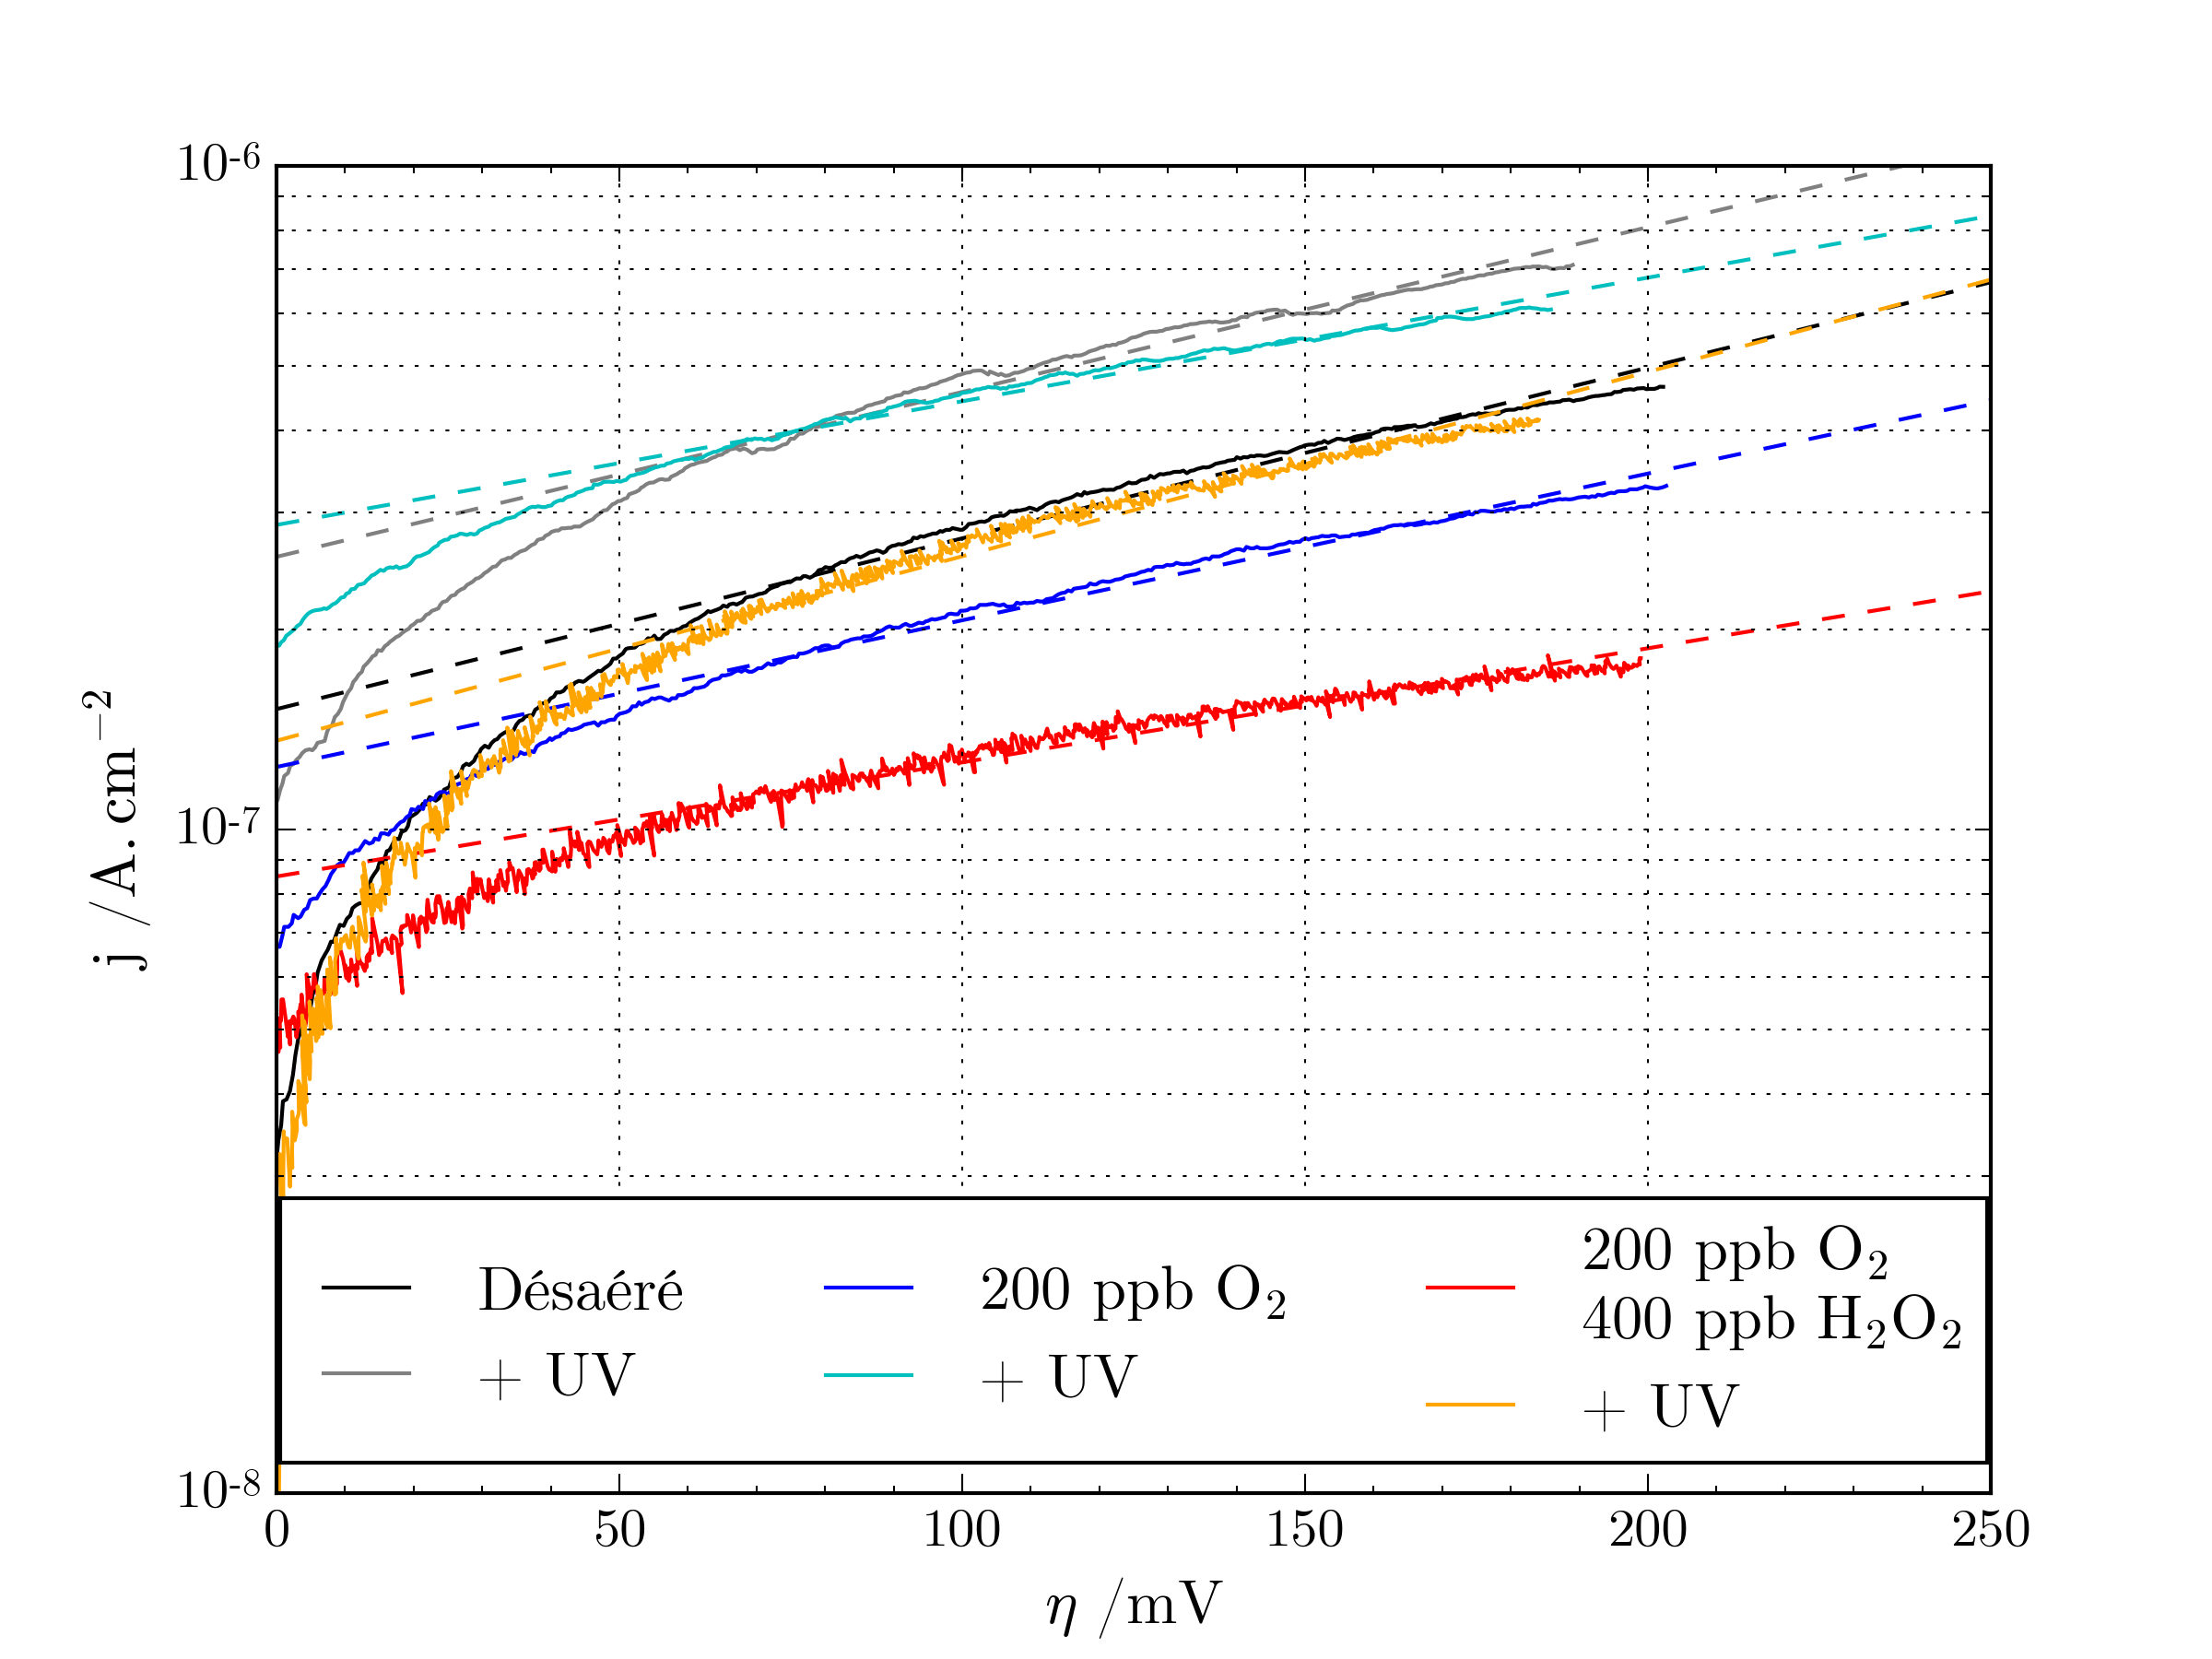 10-6
10-7
10-8
j /A.cm−2
0 50 100 150 200 250
η /mV
Désaéré
+ UV
200 ppb O2
+ UV
200 ppb O2
400 ppb H2O2
+ UV